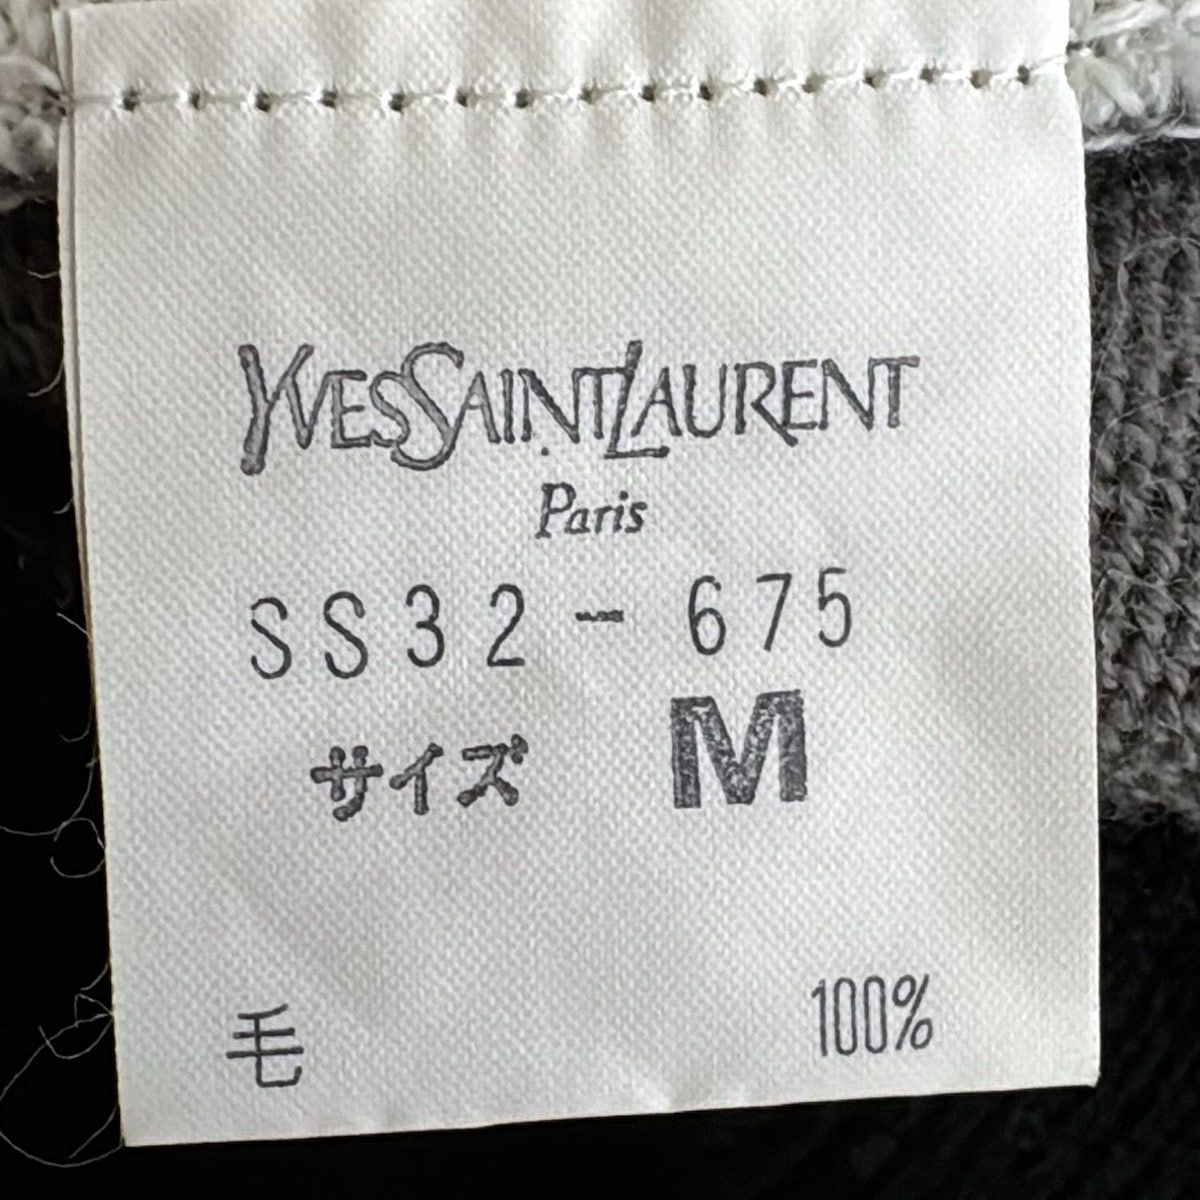 YVESSAINTLAURENT
Paris
SS32-675
サイズ M
毛 100%